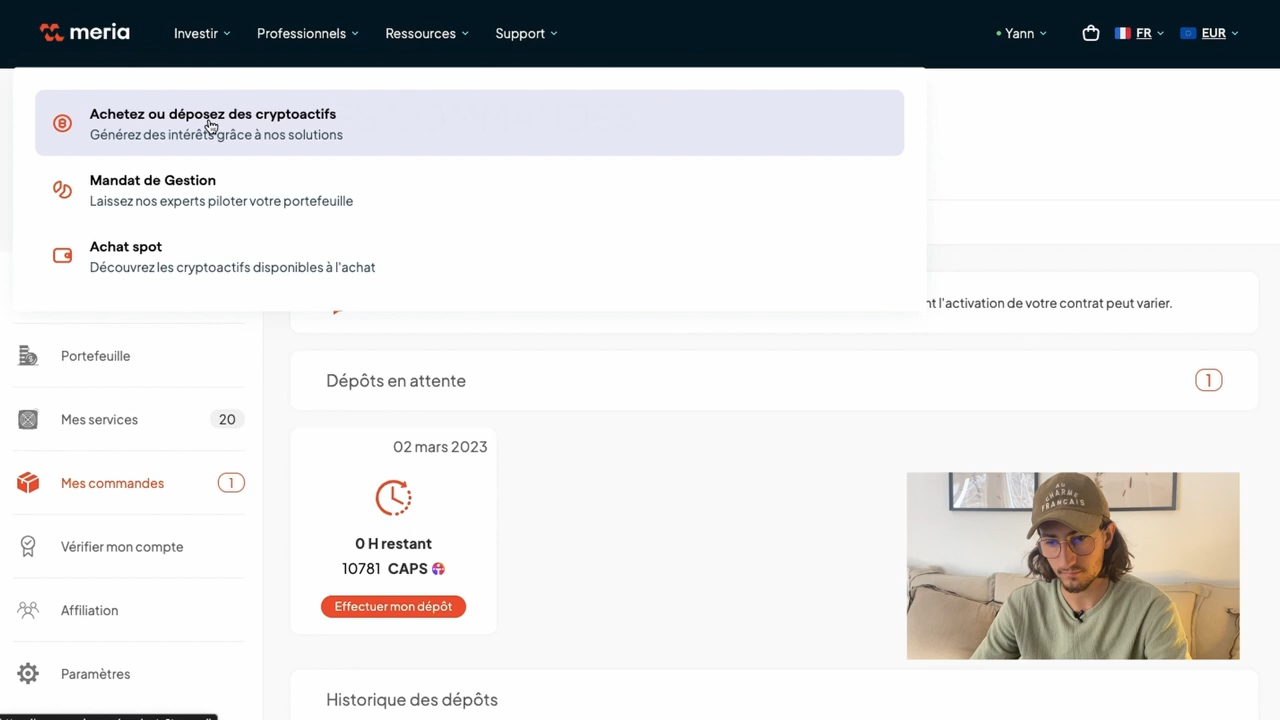 meria
Investir
Professionnels
Ressources
Support
Yann
FR
EUR
Achetez ou déposez des cryptoactifs
Générez des intérêts grâce à nos solutions
Mandat de Gestion
Laissez nos experts piloter votre portefeuille
Achat spot
Découvrez les cryptoactifs disponibles à l'achat
nt l'activation de votre contrat peut varier.
Portefeuille
Mes services 20
Mes commandes 1
Vérifier mon compte
Affiliation
Paramètres
Dépôts en attente 1
02 mars 2023
0 H restant
10781 CAPS
Effectuer mon dépôt
Historique des dépôts
AU
CHARME
FRANÇAIS